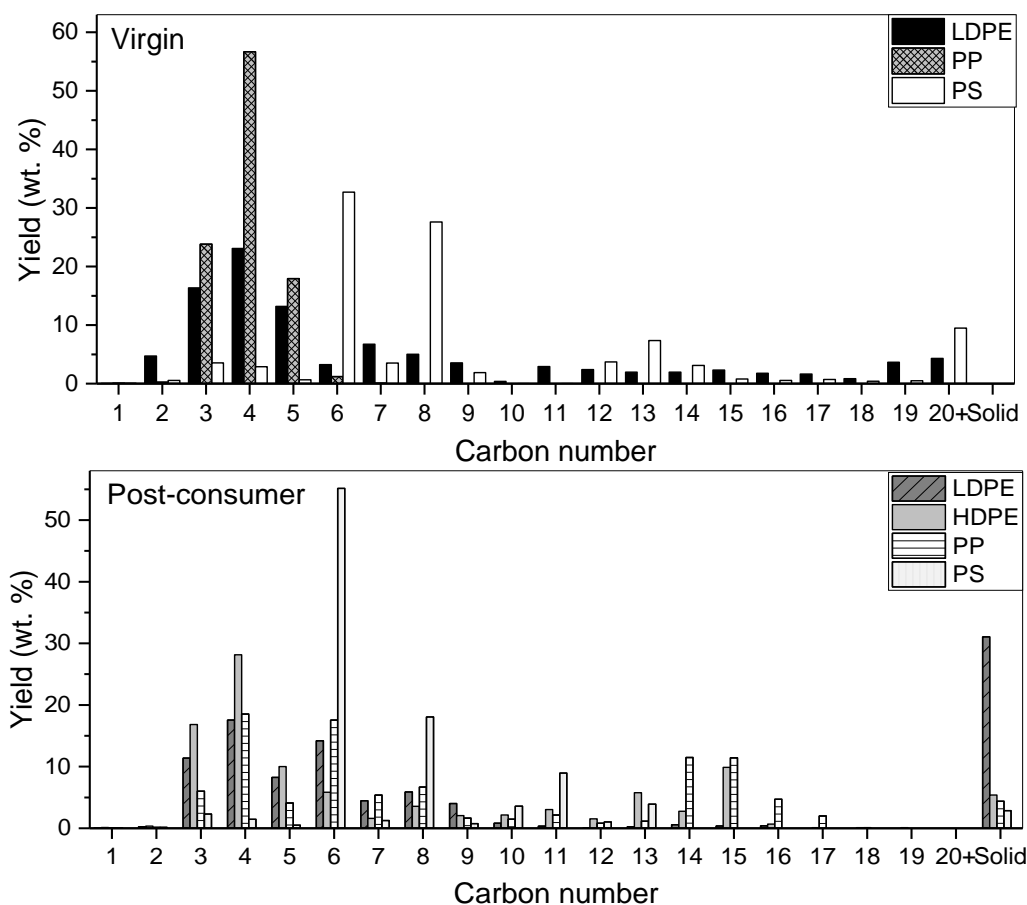 Virgin
LDPE
PP
PS
60
50
40
30
20
10
0
Yield (wt. %)
1 2 3 4 5 6 7 8 9 10 11 12 13 14 15 16 17 18 19 20+Solid
Carbon number
Post-consumer
LDPE
HDPE
PP
PS
50
40
30
20
10
0
Yield (wt. %)
1 2 3 4 5 6 7 8 9 10 11 12 13 14 15 16 17 18 19 20+Solid
Carbon number